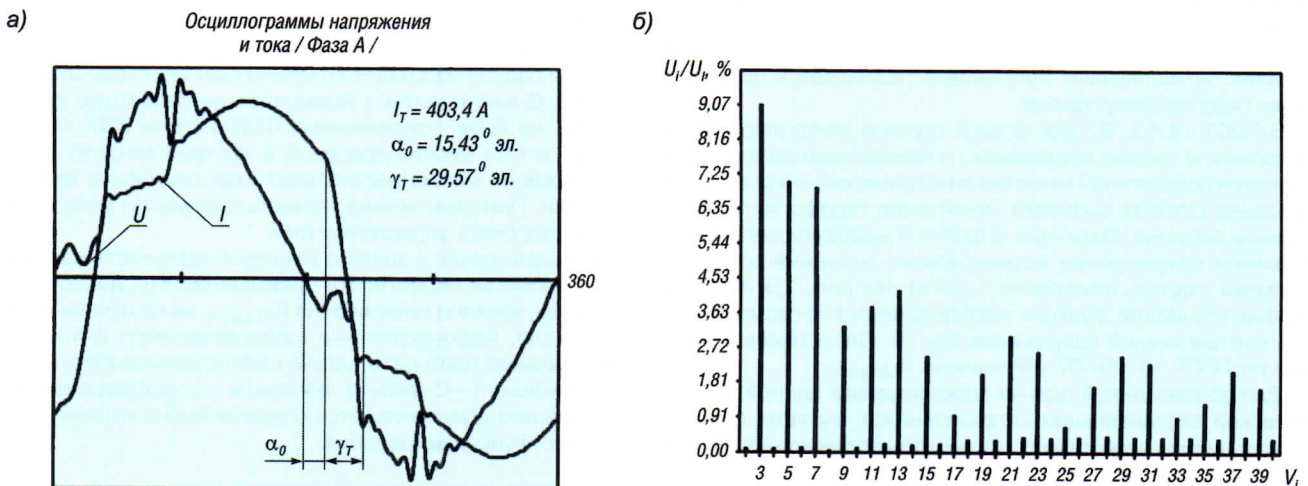 а)
Осциллограммы напряжения
и тока / Фаза А /
I_T = 403,4 А
α_0 = 15,43^0 эл.
γ_T = 29,57^0 эл.
U
I
360
α_0
γ_T
б)
U_i/U_I, %
9,07
8,16
7,25
6,35
5,44
4,53
3,63
2,72
1,81
0,91
0,00
3 5 7 9 11 13 15 17 19 21 23 25 27 29 31 33 35 37 39 V_i